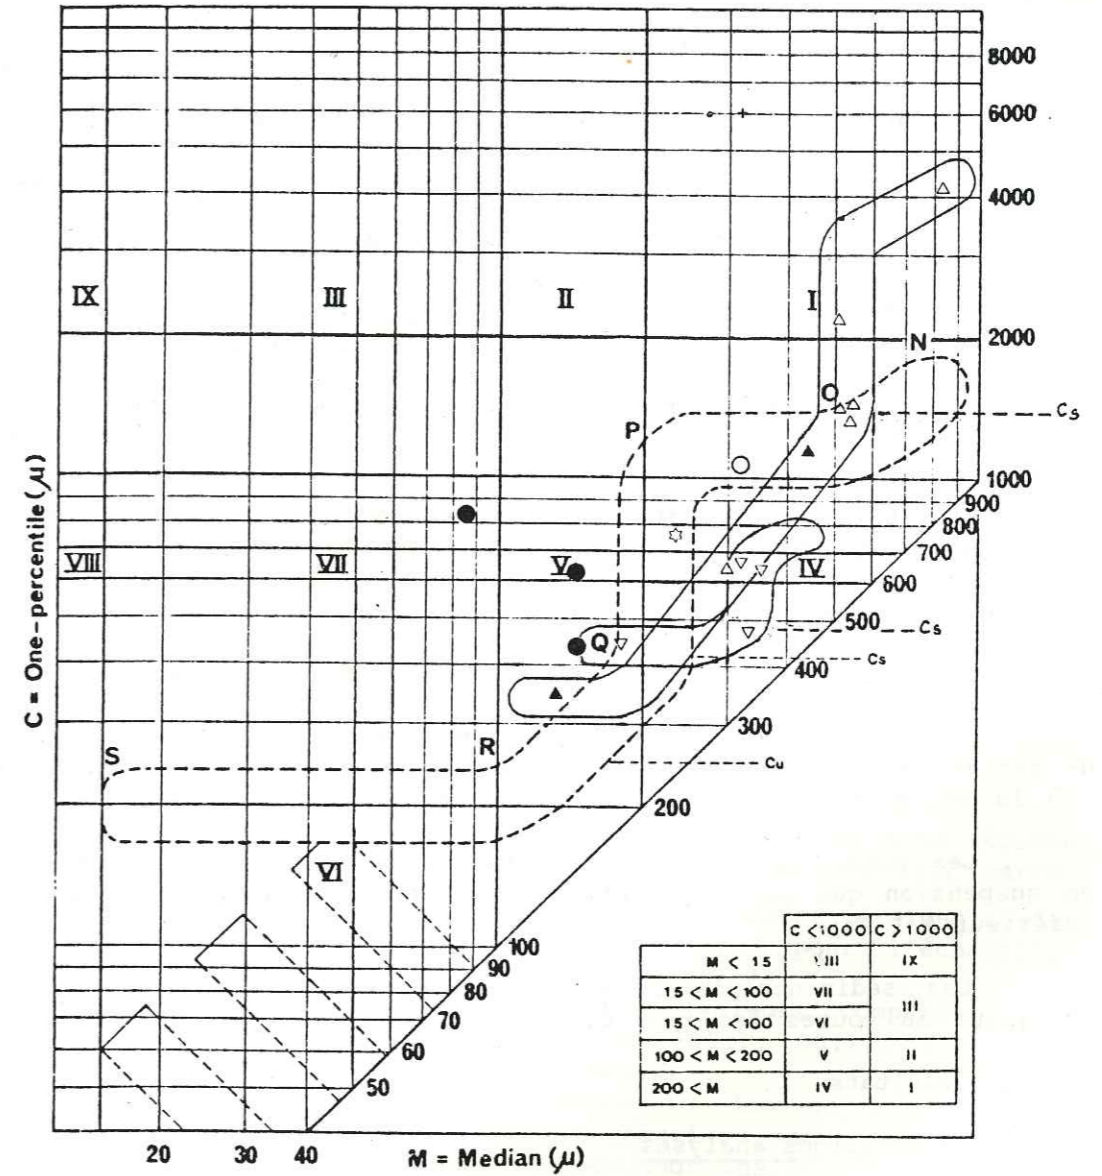 8000
6000
4000
IX III II I
2000
N
O
Cs
P
1000
900
800
700
VIII VII V IV
600
500
Cs
Q
Cs
400
300
R
S
Cu
200
VI
100
90
80
70
60
50
C = One-percentile (μ)
20 30 40 M = Median (μ)
C < 1000 C > 1000
M < 15 VIII IX
15 < M < 100 VII III
15 < M < 100 VI
100 < M < 200 V II
200 < M IV I